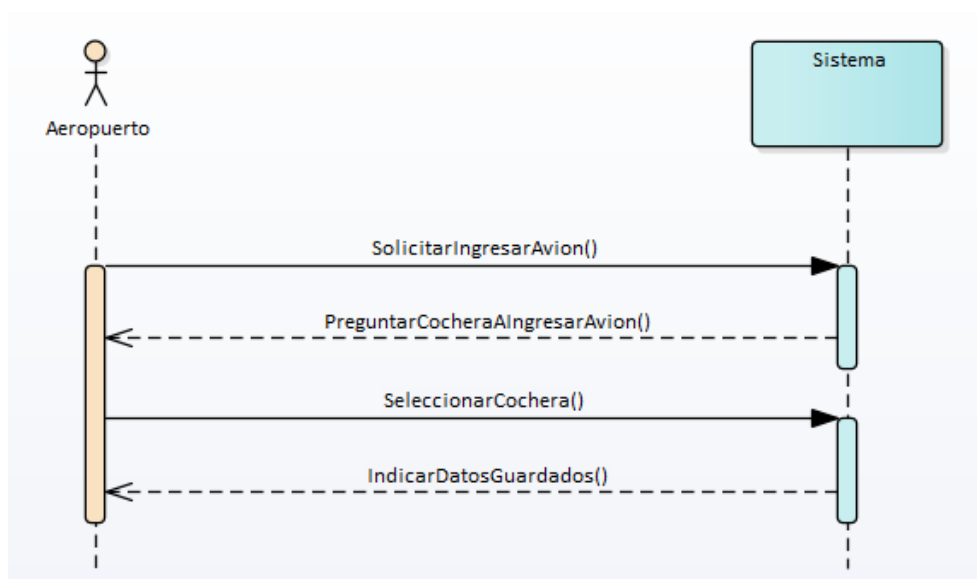 Sistema
Aeropuerto
SolicitarIngresarAvion()
PreguntarCocheraAIngresarAvion()
SeleccionarCochera()
IndicarDatosGuardados()